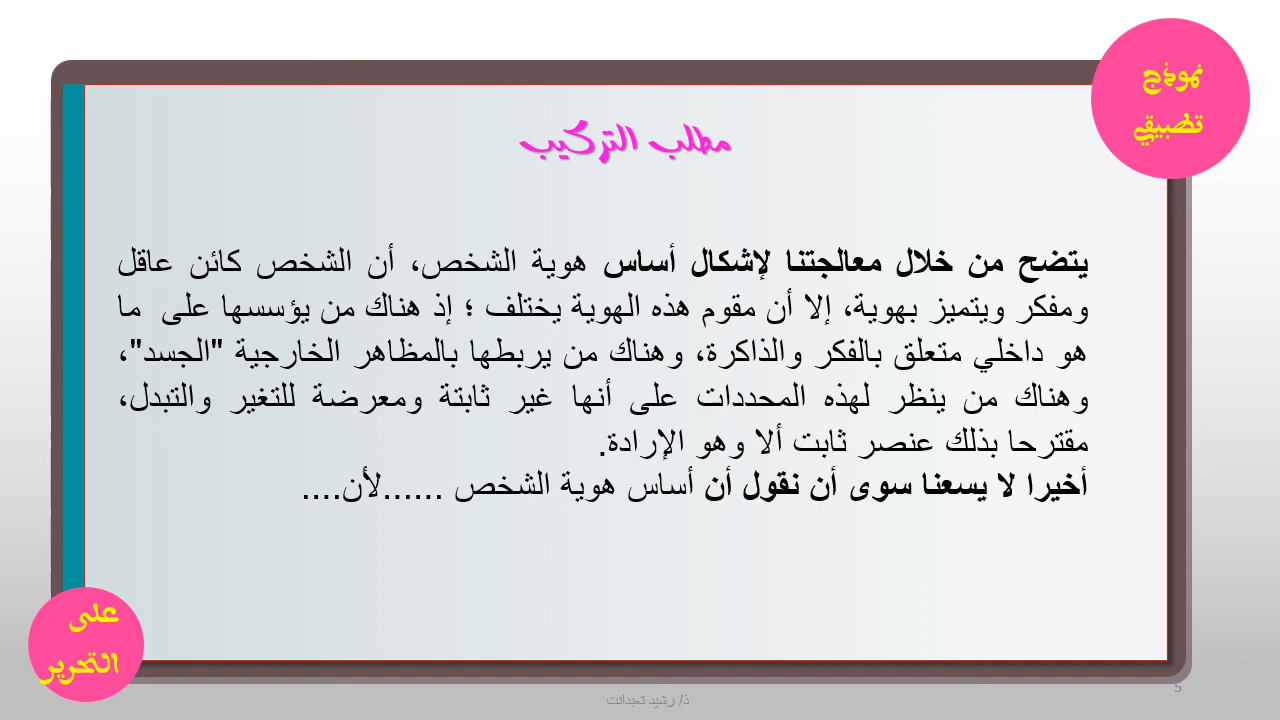 نموذج
تطبيقي
مطلب التركيب
يتضح من خلال معالجتنا لإشكال أساس هوية الشخص، أن الشخص كائن عاقل
ومفكر ويتميز بهوية، إلا أن مقوم هذه الهوية يختلف ؛ إذ هناك من يؤسسها على ما
هو داخلي متعلق بالفكر والذاكرة، وهناك من يربطها بالمظاهر الخارجية "الجسد"،
وهناك من ينظر لهذه المحددات على أنها غير ثابتة ومعرضة للتغير والتبدل،
مقترحا بذلك عنصر ثابت ألا وهو الإرادة.
أخيرا لا يسعنا سوى أن نقول أن أساس هوية الشخص ......لأن....
على
التحرير
ذ/ رشيد
5